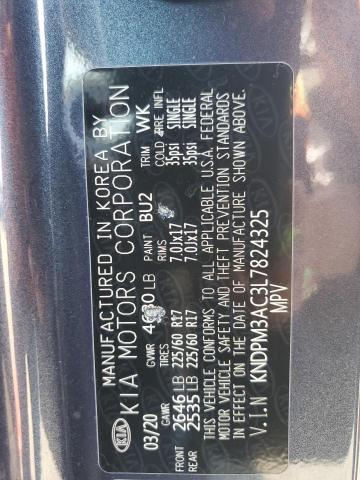 MANUFACTURED IN KOREA BY
KIA MOTORS CORPORATION
KIA
03/20 GVWR LB PAINT BU2 TRIM WK
GAWR TIRES RIMS COLD TIRE INFL
FRONT 2646 LB 225/60 R17 7.0Jx17 35psi SINGLE
REAR 2535 LB 225/60 R17 7.0Jx17 35psi SINGLE
THIS VEHICLE CONFORMS TO ALL APPLICABLE U.S.A. FEDERAL
MOTOR VEHICLE SAFETY AND THEFT PREVENTION STANDARDS
IN EFFECT ON THE DATE OF MANUFACTURE SHOWN ABOVE.
V.I.N KNDPM3AC3L7824325
MPV